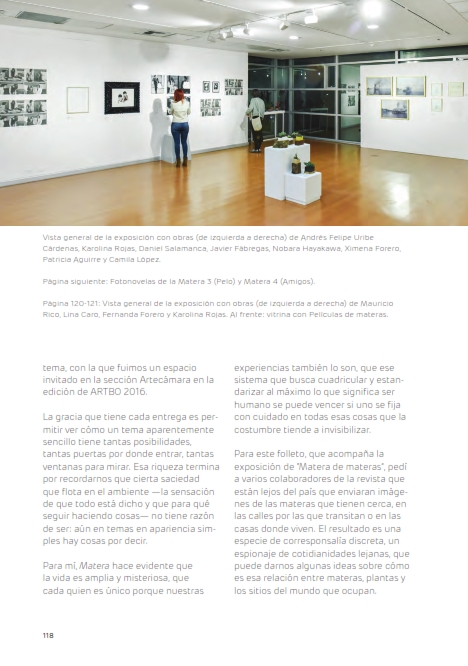 Vista general de la exposición con obras (de izquierda a derecha) de Andrés Felipe Uribe
Cárdenas, Karolina Rojas, Daniel Salamanca, Javier Fábregas, Nobara Hayakawa, Ximena Forero,
Patricia Aguirre y Camila López.
Página siguiente: Fotonovelas de la Matera 3 (Pelo) y Matera 4 (Amigos).
Página 120-121: Vista general de la exposición con obras (de izquierda a derecha) de Mauricio
Rico, Lina Caro, Fernanda Forero y Karolina Rojas. Al frente: vitrina con Películas de materas.
tema, con la que fuimos un espacio
invitado en la sección Artecámara en la
edición de ARTBO 2016.
La gracia que tiene cada entrega es per-
mitir ver cómo un tema aparentemente
sencillo tiene tantas posibilidades,
tantas puertas por donde entrar, tantas
ventanas para mirar. Esa riqueza termina
por recordarnos que cierta saciedad
que flota en el ambiente —la sensación
de que todo está dicho y que para qué
seguir haciendo cosas— no tiene razón
de ser: aún en temas en apariencia sim-
ples hay cosas por decir.
Para mí, Matera hace evidente que
la vida es amplia y misteriosa, que
cada quien es único porque nuestras
experiencias también lo son, que ese
sistema que busca cuadricular y estan-
darizar al máximo lo que significa ser
humano se puede vencer si uno se fija
con cuidado en todas esas cosas que la
costumbre tiende a invisibilizar.
Para este folleto, que acompaña la
exposición de "Matera de materas", pedí
a varios colaboradores de la revista que
están lejos del país que enviaran imáge-
nes de las materas que tienen cerca, en
las calles por las que transitan o en las
casas donde viven. El resultado es una
especie de corresponsalía discreta, un
espionaje de cotidianidades lejanas, que
puede darnos algunas ideas sobre cómo
es esa relación entre materas, plantas y
los sitios del mundo que ocupan.
118